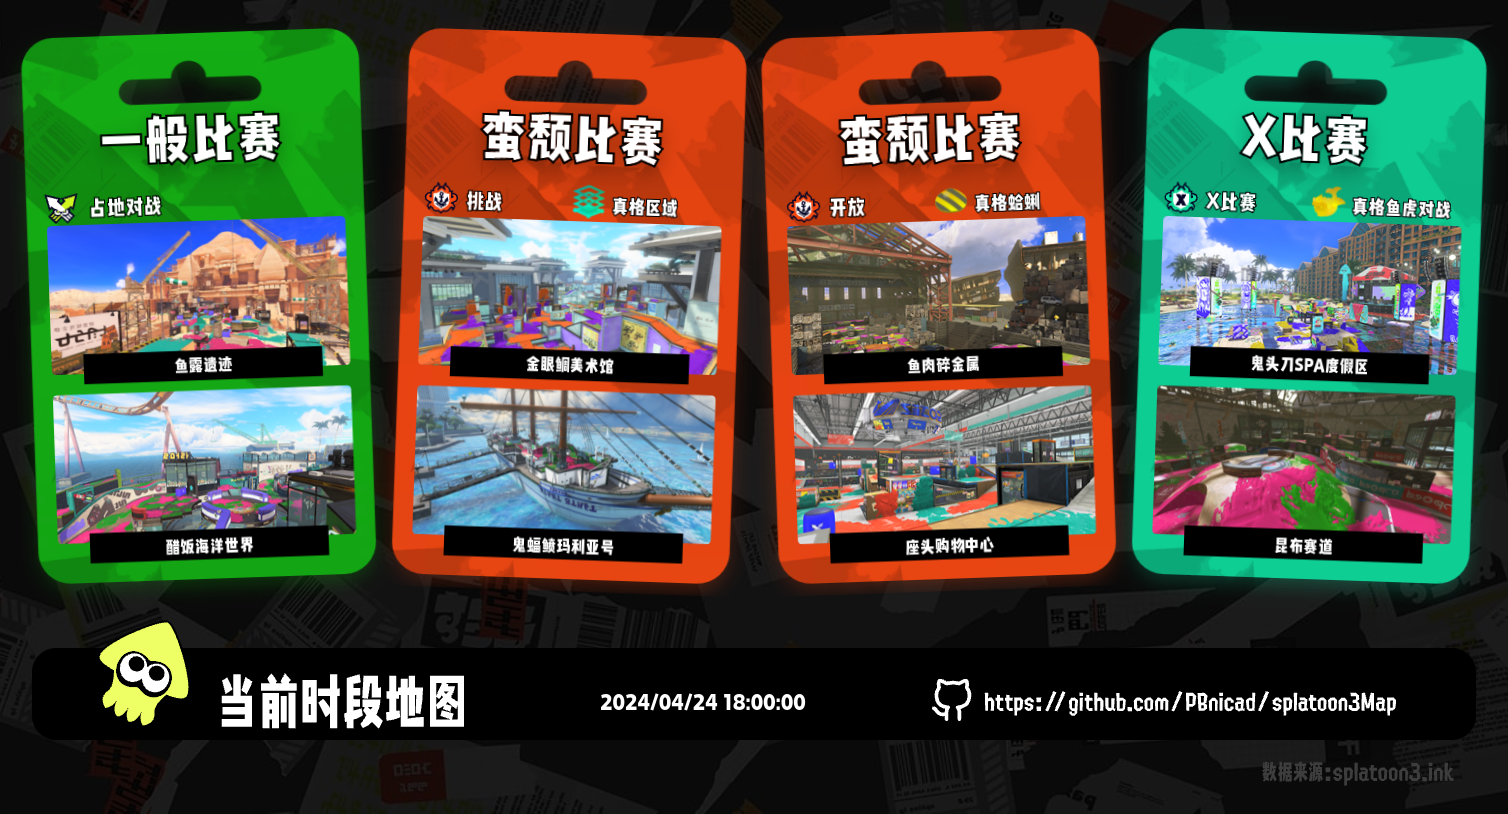 一般比赛
占地对战
鱼露遗迹
醋饭海洋世界
蛮颓比赛
挑战
真格区域
金眼鲷美术馆
鬼蝠鲼玛利亚号
蛮颓比赛
开放
真格蛤蜊
鱼肉碎金属
座头购物中心
X比赛
X比赛
真格鱼虎对战
鬼头刀SPA度假区
昆布赛道
当前时段地图
2024/04/24 18:00:00
https://github.com/PBnicad/splatoon3Map
数据来源:splatoon3.ink